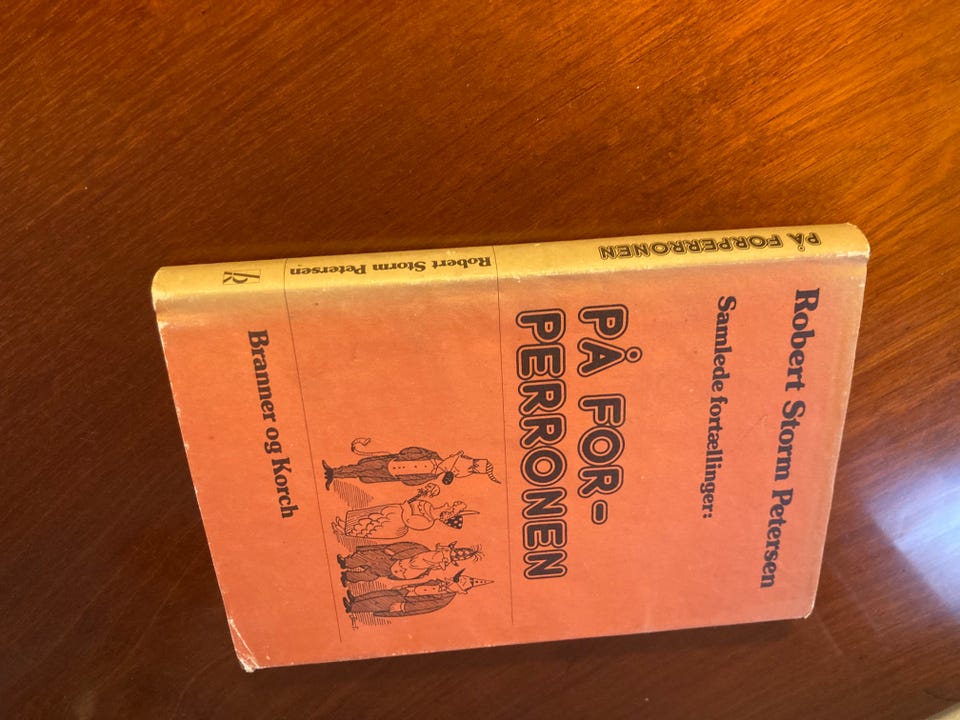 Robert Storm Petersen
Samlede fortællinger:
PÅ FOR-
PERRONEN
Branner og Korch
PÅ FORPERRONEN
Robert Storm Petersen